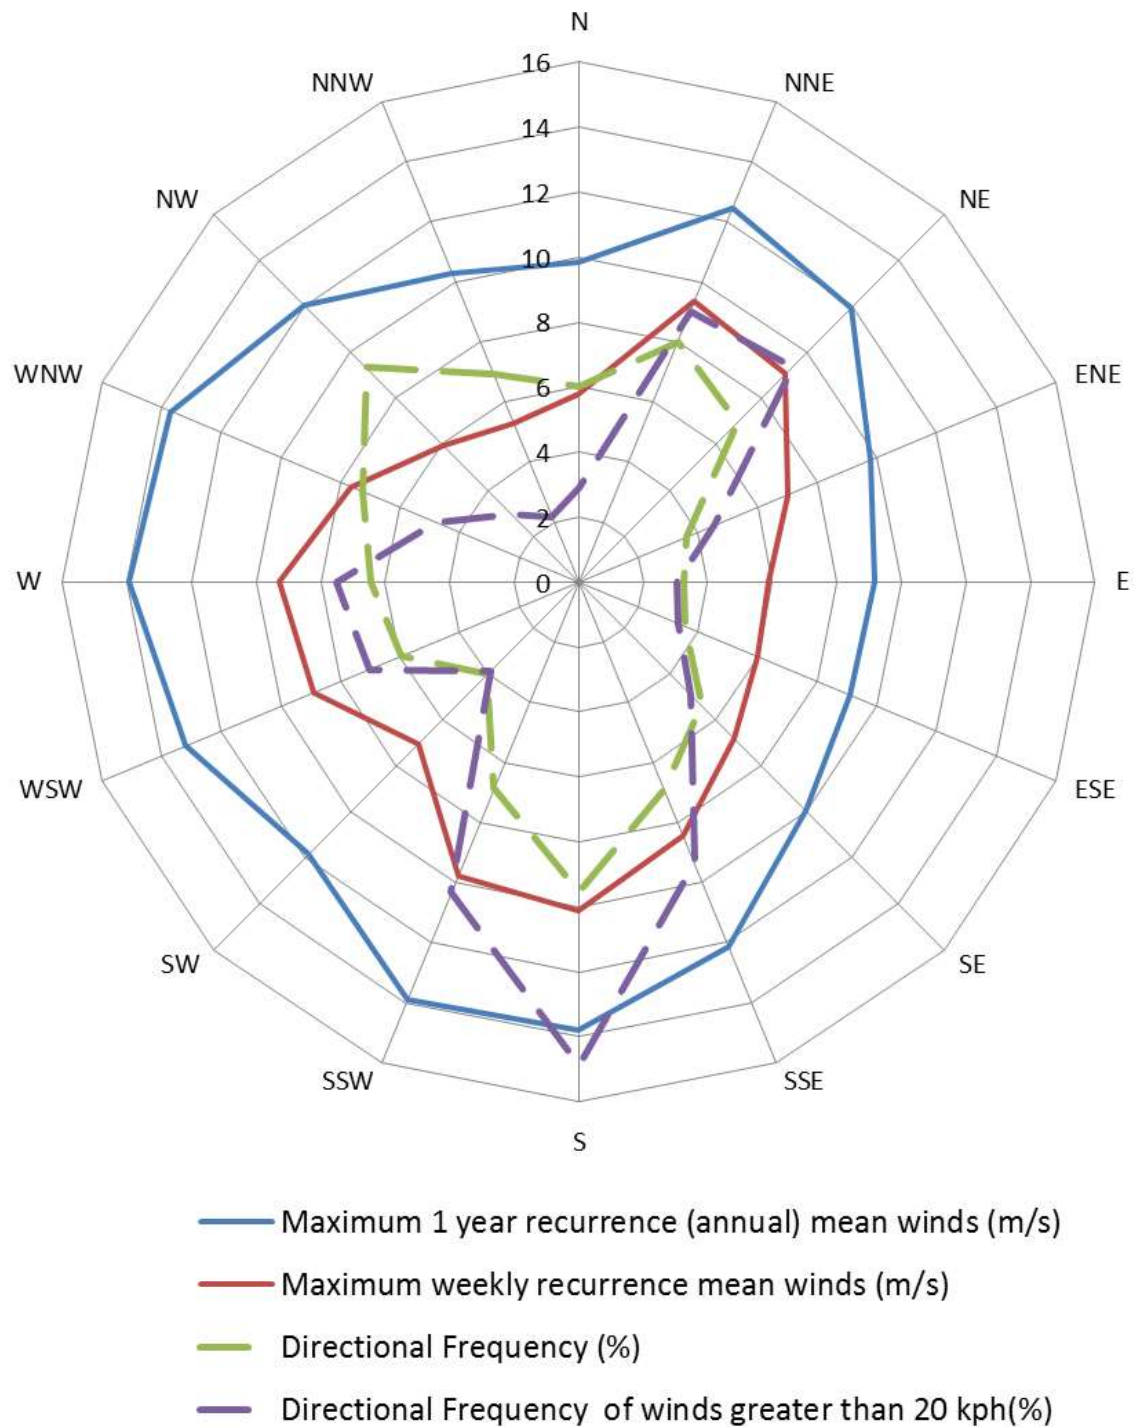 N
16
NNW
NNE
14
12
NW
NE
10
8
WNW
ENE
6
4
2
W
0
E
WSW
ESE
SW
SE
SSW
SSE
S
Maximum 1 year recurrence (annual) mean winds (m/s)
Maximum weekly recurrence mean winds (m/s)
Directional Frequency (%)
Directional Frequency of winds greater than 20 kph(%)